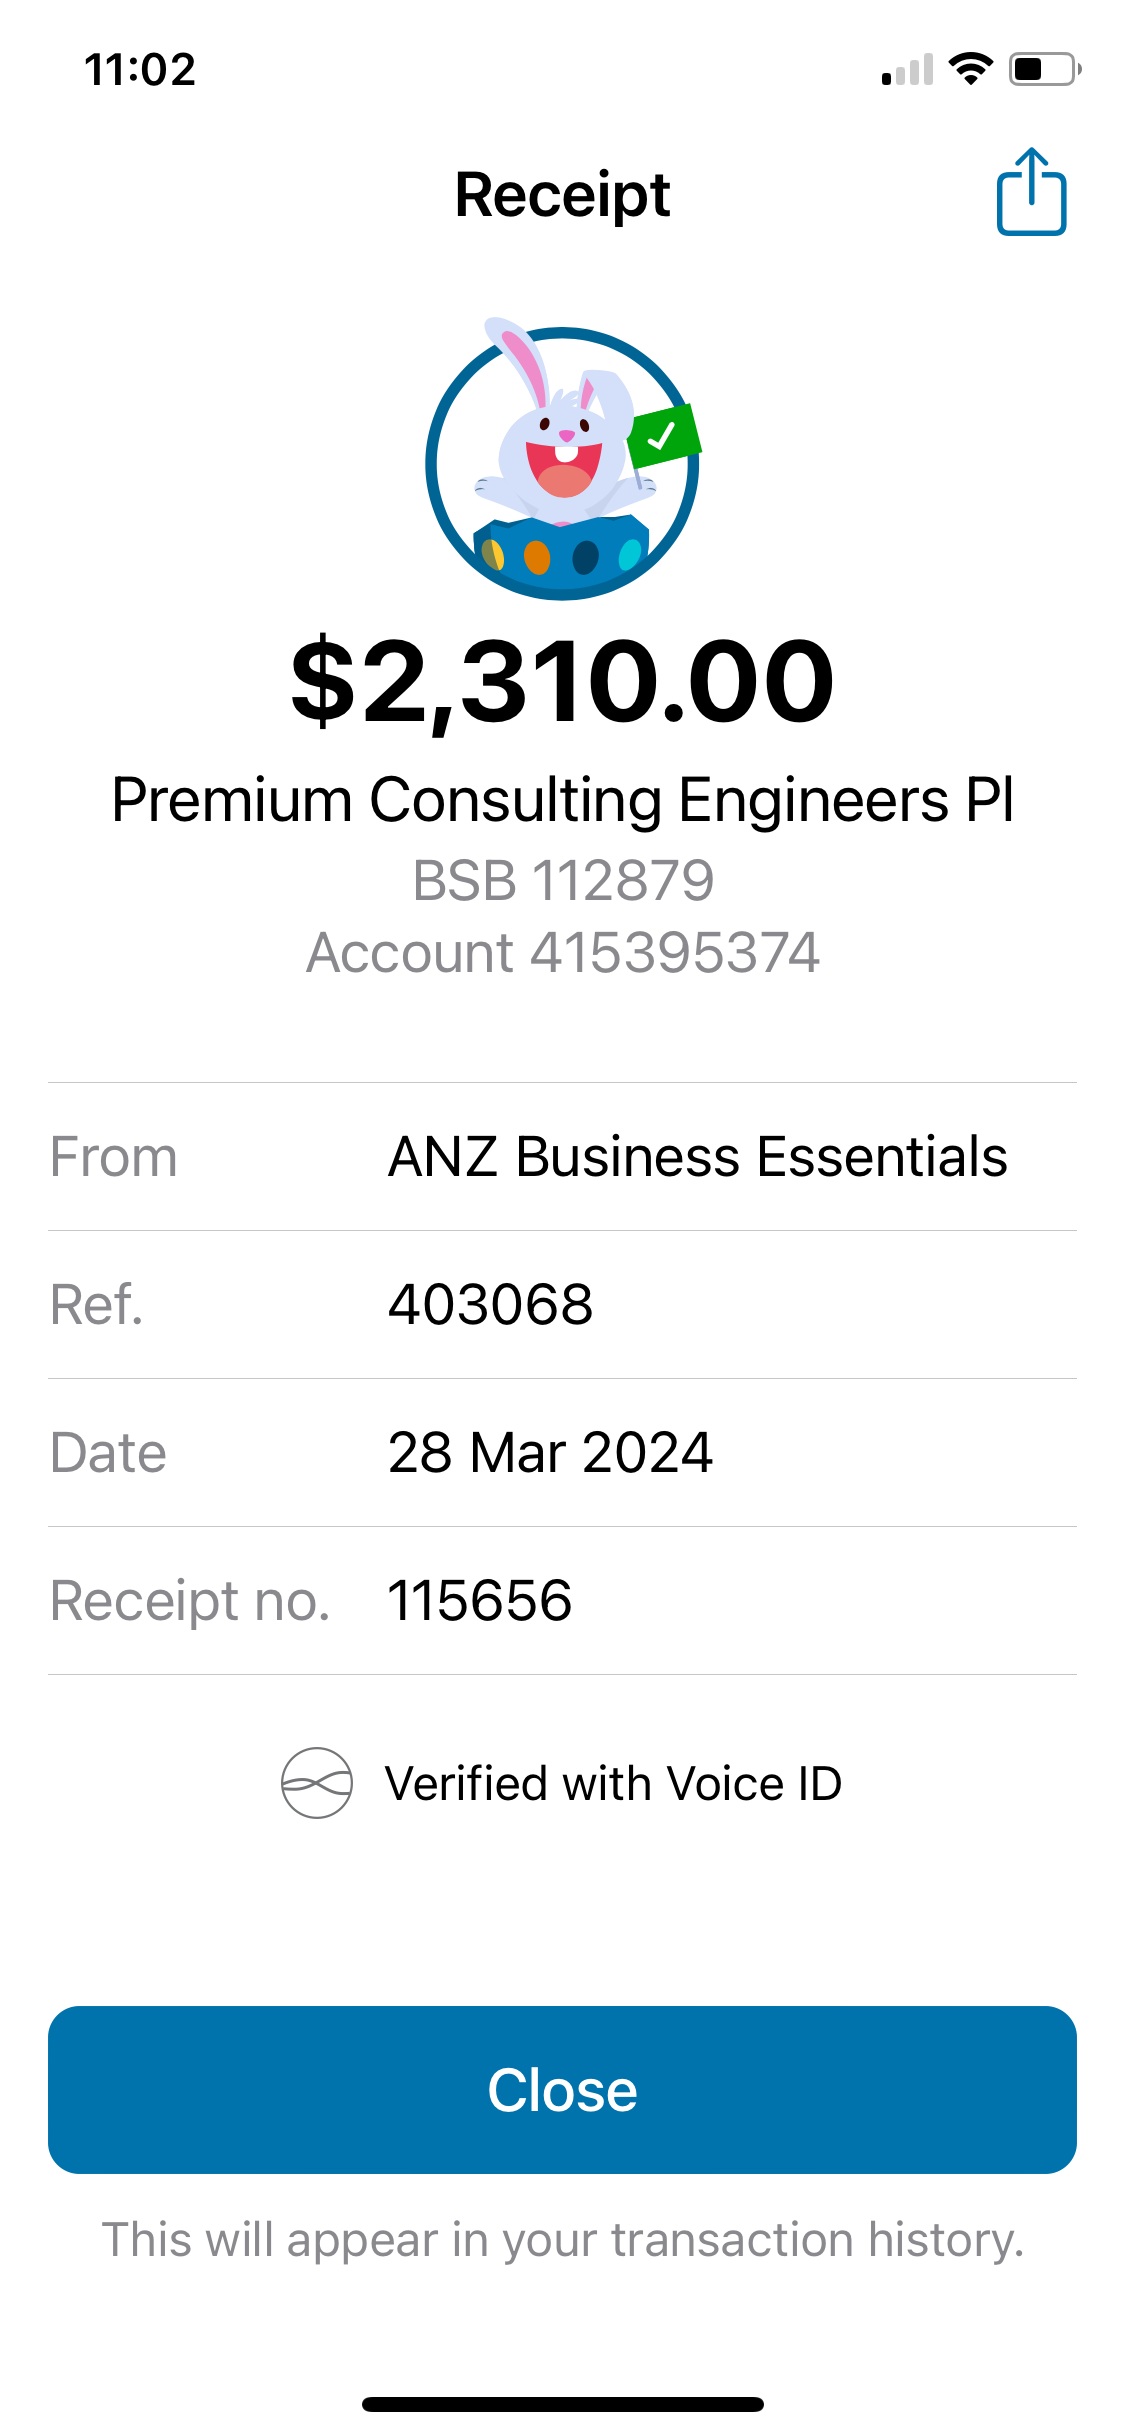 11:02
Receipt
$2,310.00
Premium Consulting Engineers Pl
BSB 112879
Account 415395374
From ANZ Business Essentials
Ref. 403068
Date 28 Mar 2024
Receipt no. 115656
Verified with Voice ID
Close
This will appear in your transaction history.